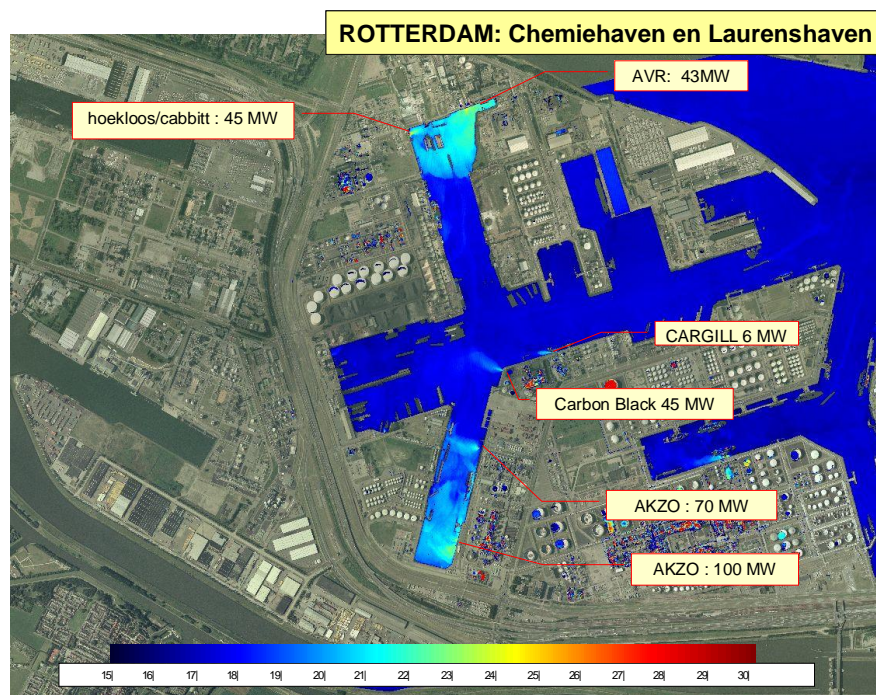 ROTTERDAM: Chemiehaven en Laurenshaven
AVR: 43MW
hoekloos/cabbitt : 45 MW
CARGILL 6 MW
Carbon Black 45 MW
AKZO : 70 MW
AKZO : 100 MW
15| 16| 17| 18| 19| 20| 21| 22| 23| 24| 25| 26| 27| 28| 29| 30|